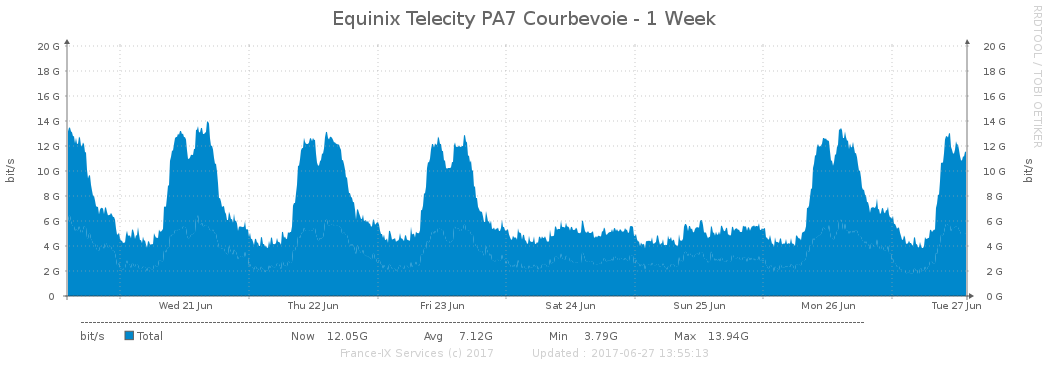 Equinix Telecity PA7 Courbevoie - 1 Week
RRDTOOL / TOBI OETIKER
bit/s
20 G 20 G
18 G 18 G
16 G 16 G
14 G 14 G
12 G 12 G
10 G 10 G
8 G 8 G
6 G 6 G
4 G 4 G
2 G 2 G
0 0 G
bit/s
Wed 21 Jun Thu 22 Jun Fri 23 Jun Sat 24 Jun Sun 25 Jun Mon 26 Jun Tue 27 Jun
bit/s Total Now 12.05G Avg 7.12G Min 3.79G Max 13.94G
France-IX Services (c) 2017 Updated : 2017-06-27 13:55:13